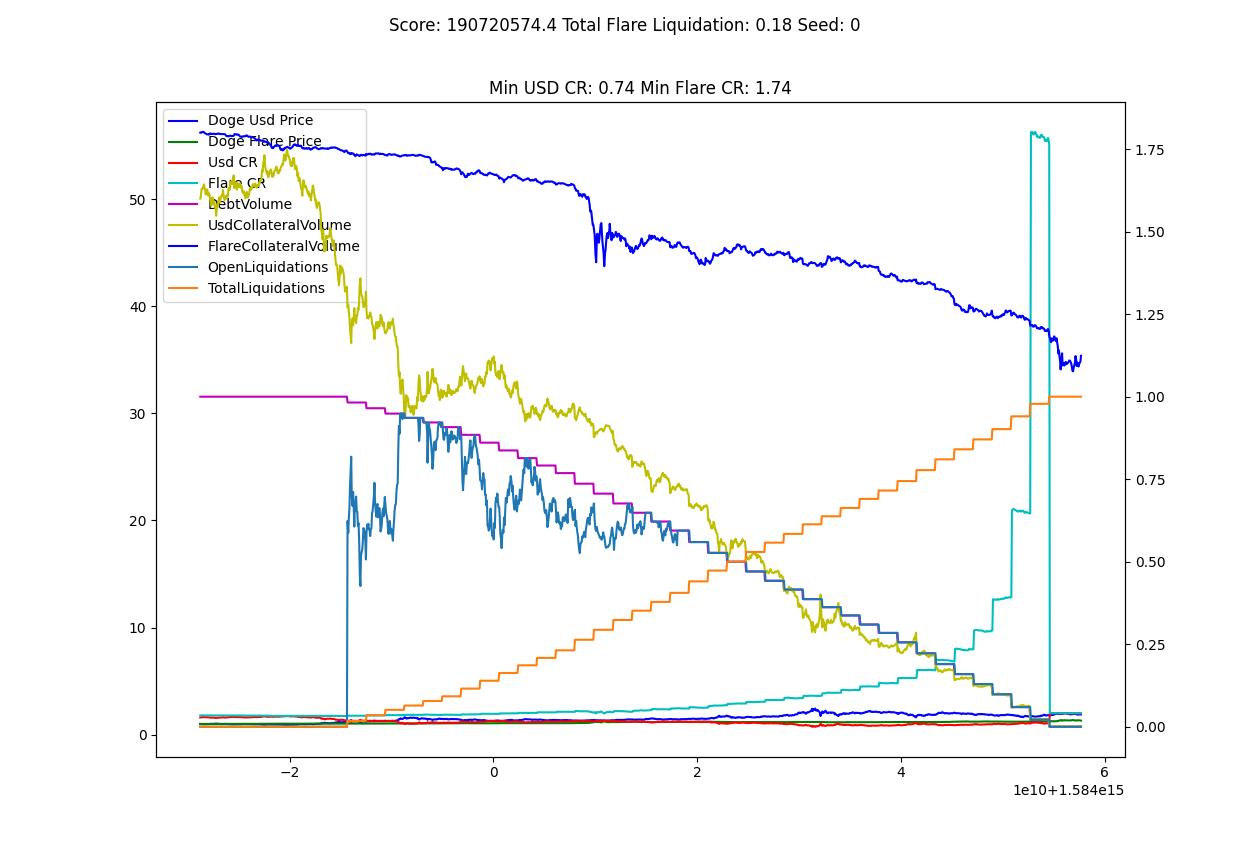 Score: 190720574.4 Total Flare Liquidation: 0.18 Seed: 0
Min USD CR: 0.74 Min Flare CR: 1.74
Doge Usd Price
Doge Flare Price
Usd CR
Flare CR
DebtVolume
UsdCollateralVolume
FlareCollateralVolume
OpenLiquidations
TotalLiquidations
50
40
30
20
10
0
1.75
1.50
1.25
1.00
0.75
0.50
0.25
0.00
−2
0
2
4
6
1e10+1.584e15